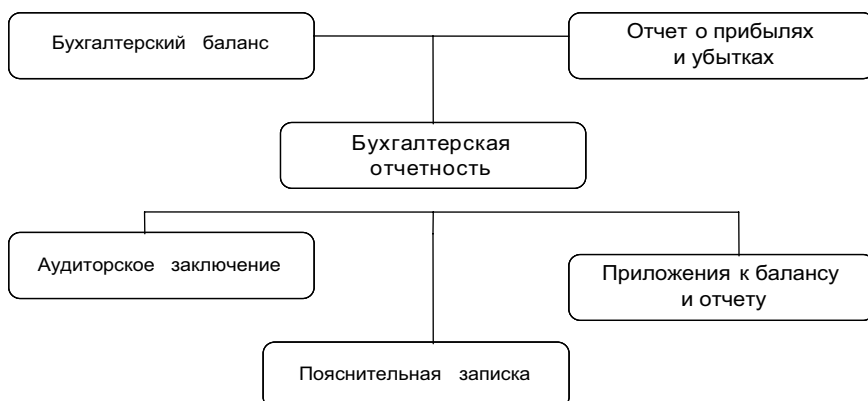 Бухгалтерский баланс
Отчет о прибылях
и убытках
Бухгалтерская
отчетность
Аудиторское заключение
Приложения к балансу
и отчету
Пояснительная записка